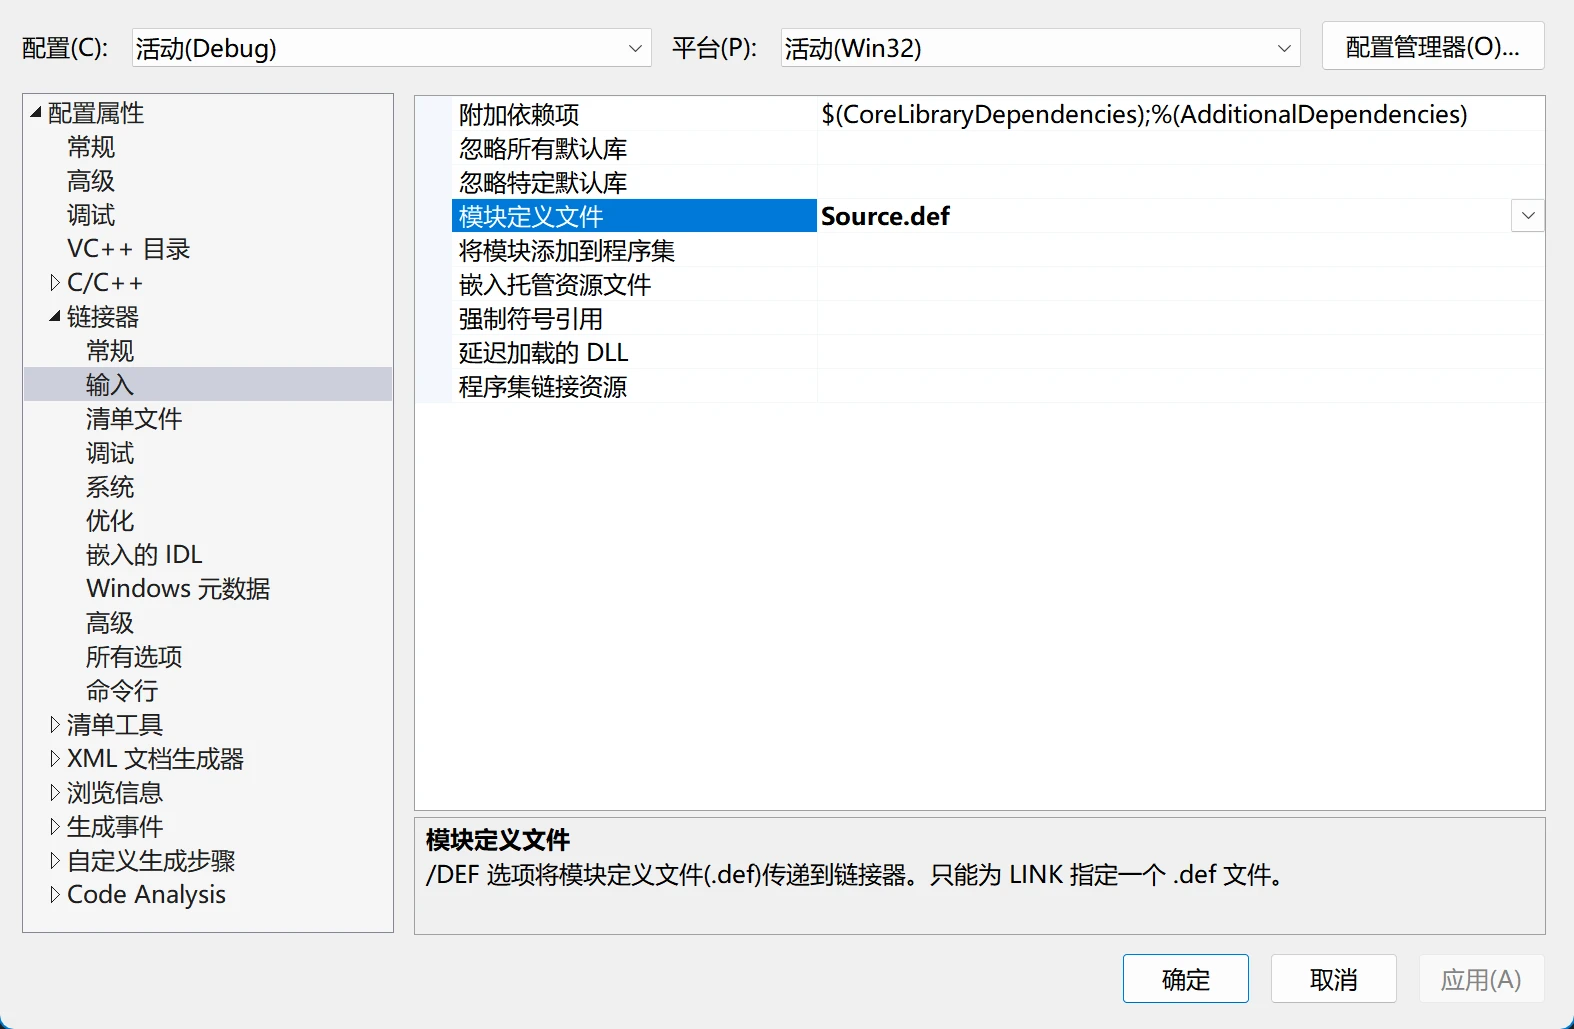 配置(C):
活动(Debug)
平台(P):
活动(Win32)
配置管理器(O)...
配置属性
常规
高级
调试
VC++ 目录
C/C++
链接器
常规
输入
清单文件
调试
系统
优化
嵌入的 IDL
Windows 元数据
高级
所有选项
命令行
清单工具
XML 文档生成器
浏览信息
生成事件
自定义生成步骤
Code Analysis
附加依赖项 $(CoreLibraryDependencies);%(AdditionalDependencies)
忽略所有默认库
忽略特定默认库
模块定义文件 Source.def
将模块添加到程序集
嵌入托管资源文件
强制符号引用
延迟加载的 DLL
程序集链接资源
模块定义文件
/DEF 选项将模块定义文件(.def)传递到链接器。只能为 LINK 指定一个 .def 文件。
确定
取消
应用(A)